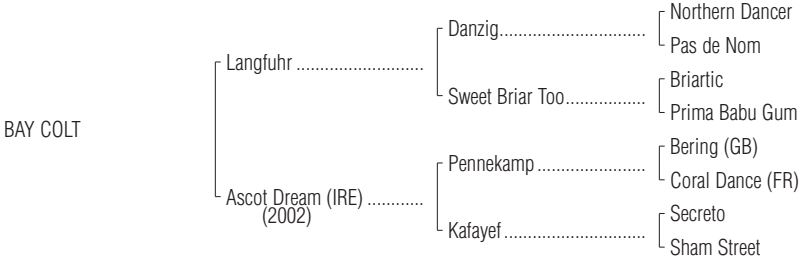 Northern Dancer
Danzig..............................
Pas de Nom
Langfuhr ...........................
Briartic
Sweet Briar Too.................
Prima Babu Gum
BAY COLT
Bering (GB)
Pennekamp .......................
Coral Dance (FR)
Ascot Dream (IRE) ............
(2002)
Secreto
Kafayef..............................
Sham Street